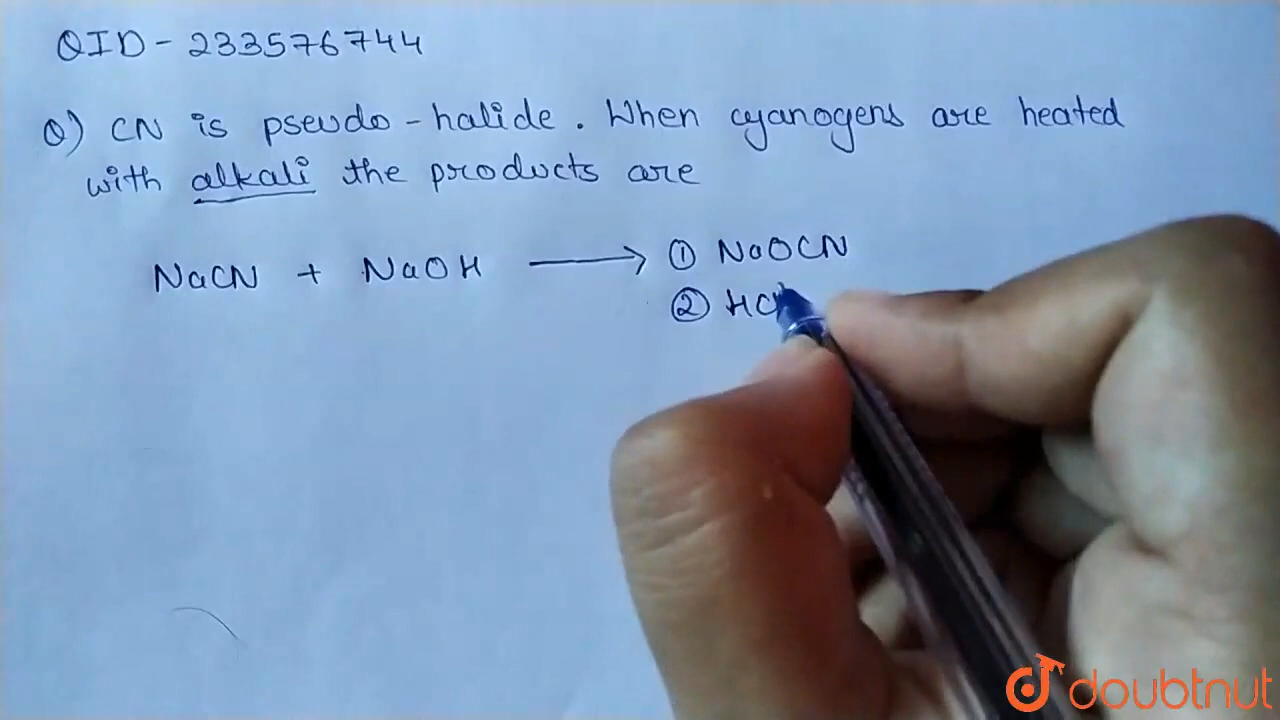 QID - 233576744
Q) CN is pseudo-halide. When cyanogens are heated
with alkali the products are
NaCN + NaOH ⟶ ① NaOCN
② HC
doubtnut